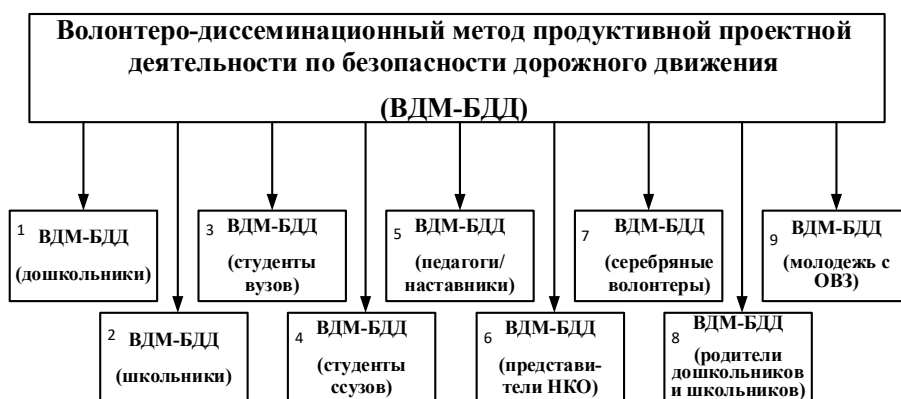 Волонтеро-диссеминационный метод продуктивной проектной
деятельности по безопасности дорожного движения
(ВДМ-БДД)
1 ВДМ-БДД
(дошкольники)
2 ВДМ-БДД
(школьники)
3 ВДМ-БДД
(студенты
вузов)
4 ВДМ-БДД
(студенты
ссузов)
5 ВДМ-БДД
(педагоги/
наставники)
6 ВДМ-БДД
(представи-
тели НКО)
7 ВДМ-БДД
(серебряные
волонтеры)
8 ВДМ-БДД
(родители
дошкольников
и школьников)
9 ВДМ-БДД
(молодежь с
ОВЗ)